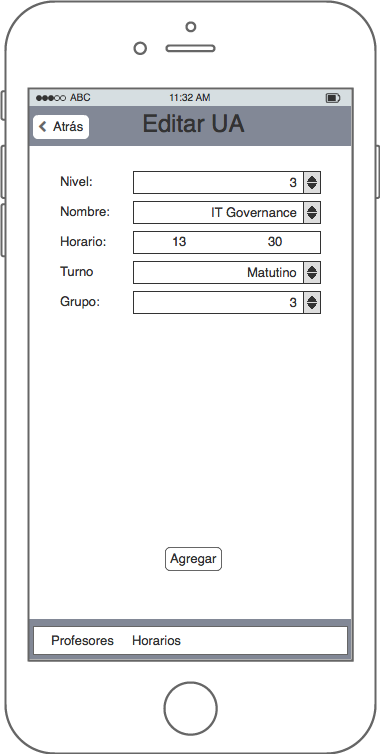 ABC 11:32 AM
Atrás Editar UA
Nivel: 3
Nombre: IT Governance
Horario: 13 30
Turno Matutino
Grupo: 3
Agregar
Profesores Horarios